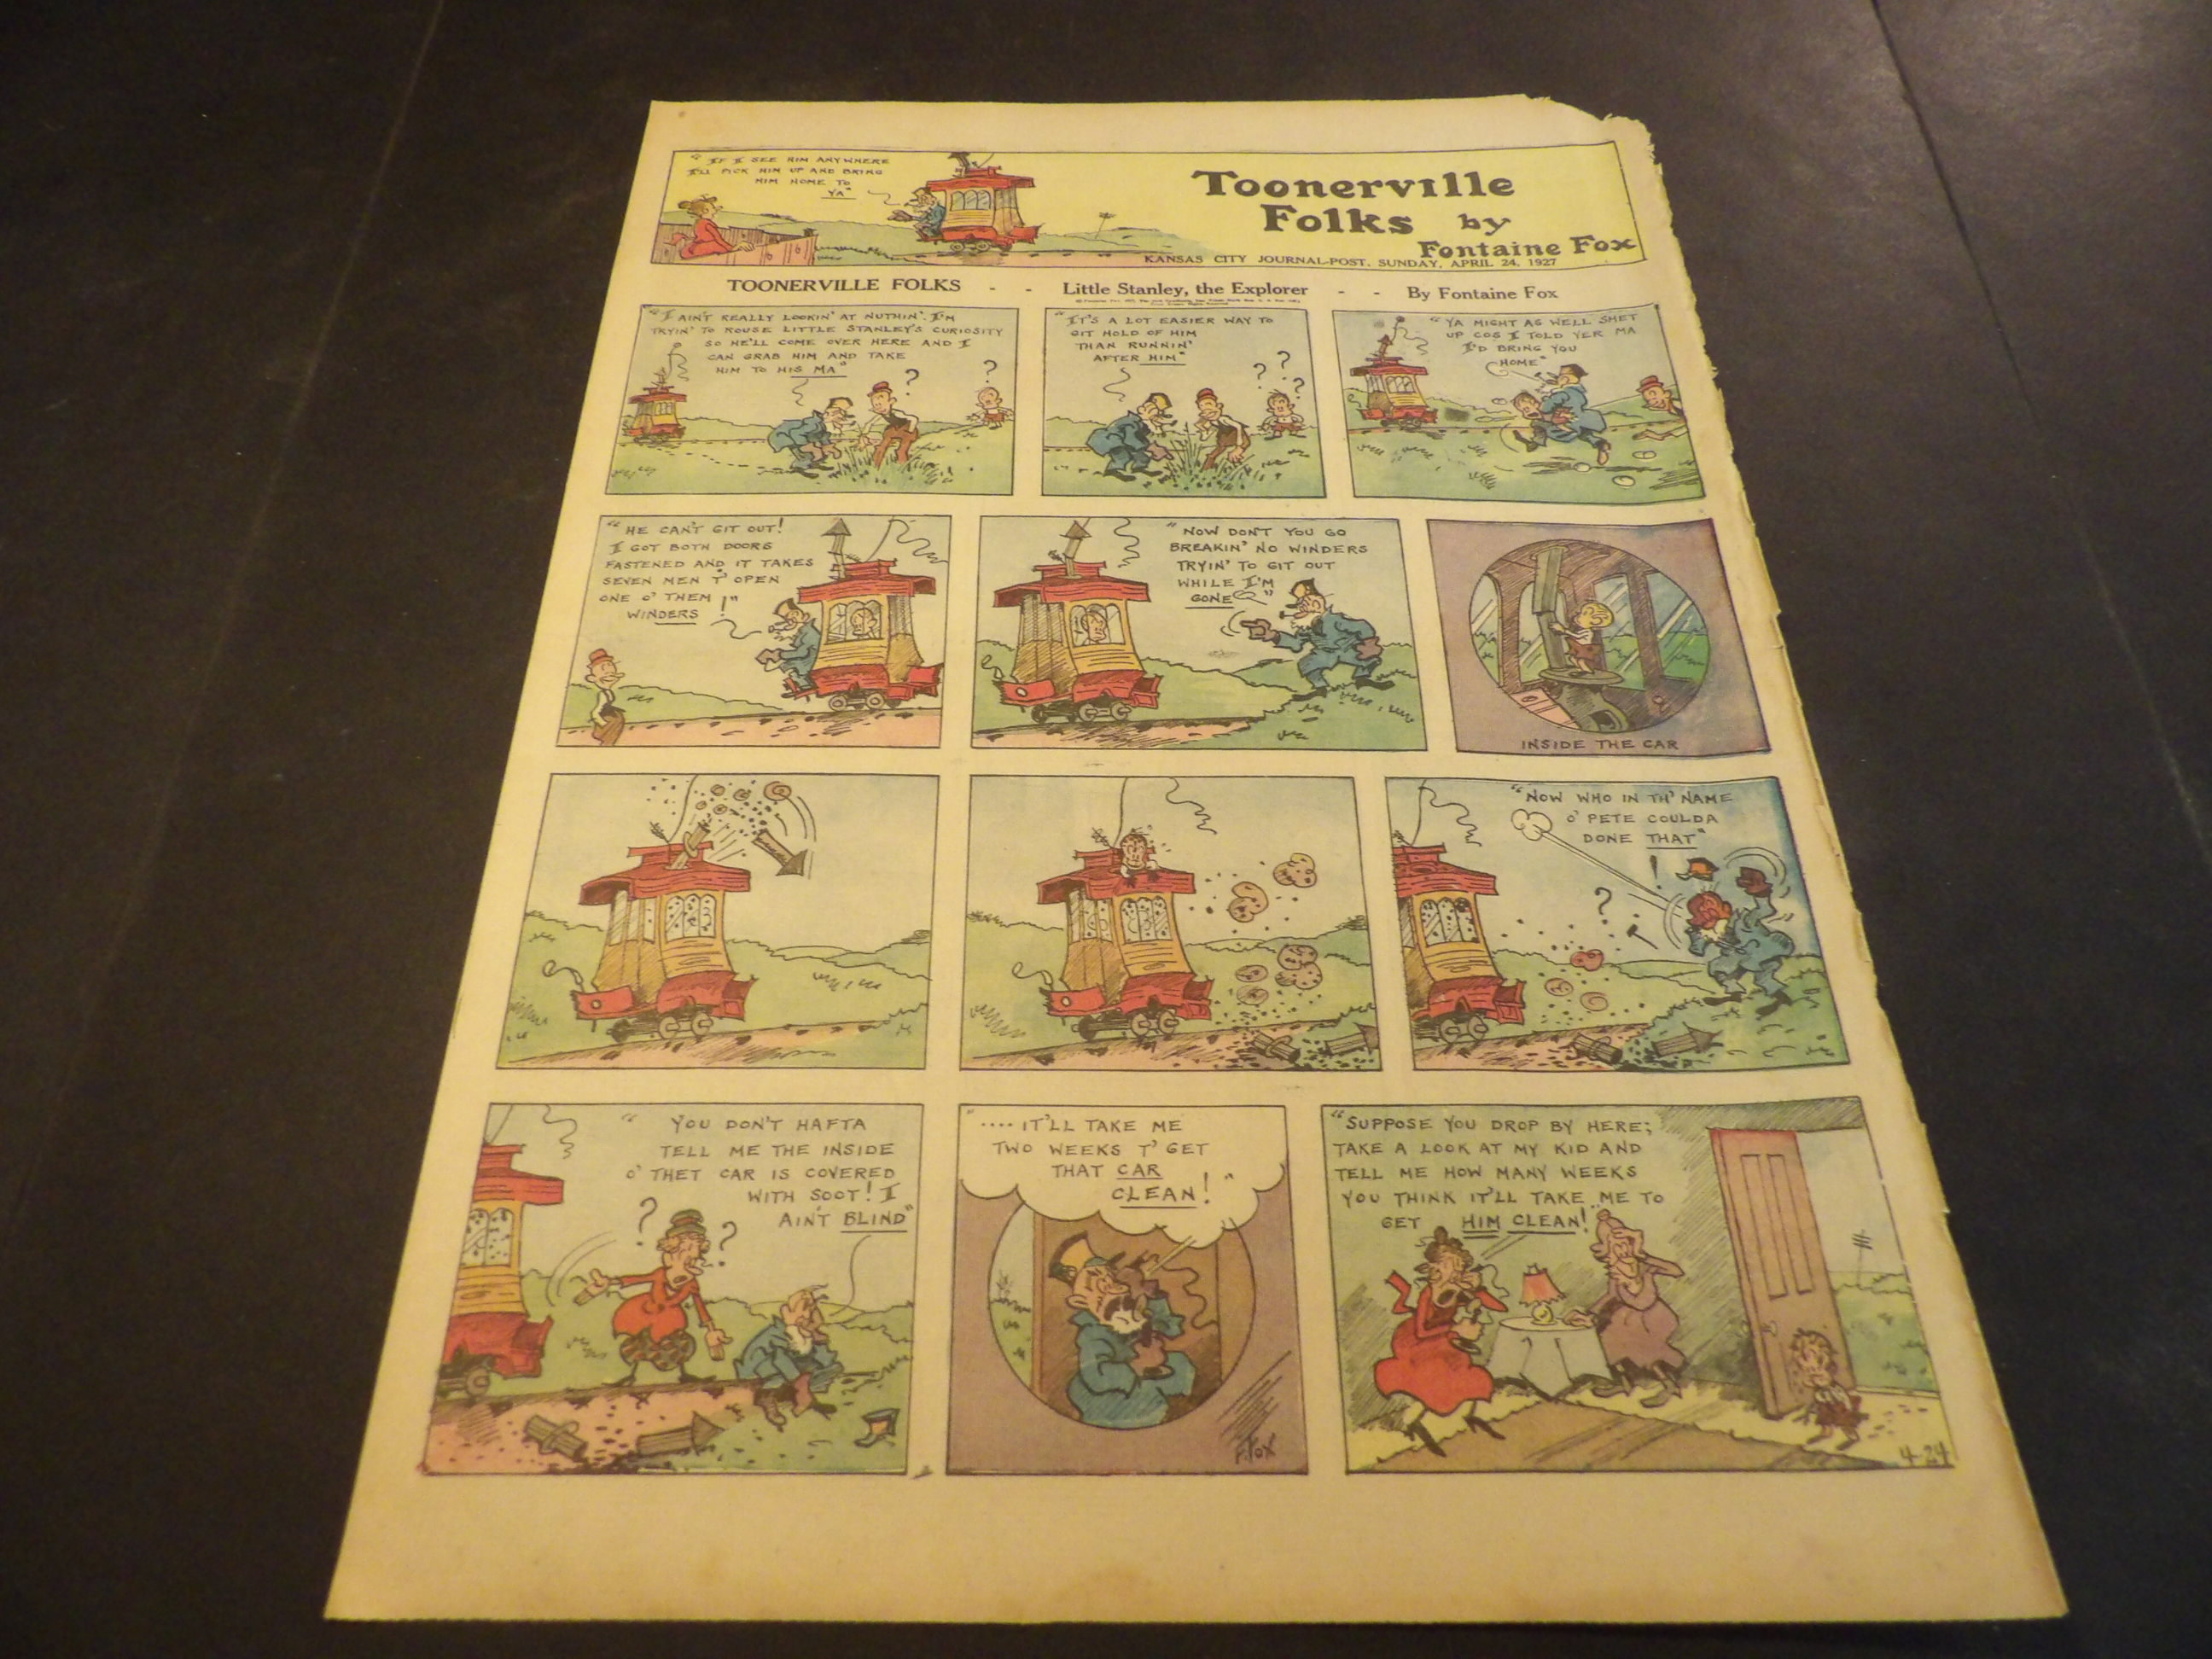 "IF I SEE HIM ANYWHERE
I'LL PICK HIM UP AND BRING
HIM HOME TO
YA"
Toonerville
Folks by
Fontaine Fox
KANSAS CITY JOURNAL-POST, SUNDAY, APRIL 24, 1927
TOONERVILLE FOLKS - - Little Stanley, the Explorer - - By Fontaine Fox
"I AIN'T REALLY LOOKIN' AT NUTHIN'. I'M
TRYIN' TO ROUSE LITTLE STANLEY'S CURIOSITY
SO HE'LL COME OVER HERE AND I
CAN GRAB HIM AND TAKE
HIM TO HIS MA"
?
?
"IT'S A LOT EASIER WAY TO
GIT HOLD OF HIM
THAN RUNNIN'
AFTER HIM"
? ? ?
"YA MIGHT AS WELL SHET
UP COS I TOLD YER MA
I'D BRING YOU
HOME"
"HE CAN'T GIT OUT!
I GOT BOTH DOORS
FASTENED AND IT TAKES
SEVEN MEN T' OPEN
ONE O' THEM
WINDERS!"
"NOW DON'T YOU GO
BREAKIN' NO WINDERS
TRYIN' TO GIT OUT
WHILE I'M
GONE"
INSIDE THE CAR
"NOW WHO IN TH' NAME
O' PETE COULDA
DONE THAT"
!
?
"YOU DON'T HAFTA
TELL ME THE INSIDE
O' THET CAR IS COVERED
WITH SOOT! I
AIN'T BLIND"
? ?
".... IT'LL TAKE ME
TWO WEEKS T' GET
THAT CAR
CLEAN!"
F. FOX
"SUPPOSE YOU DROP BY HERE;
TAKE A LOOK AT MY KID AND
TELL ME HOW MANY WEEKS
YOU THINK IT'LL TAKE ME TO
GET HIM CLEAN!"
4-24